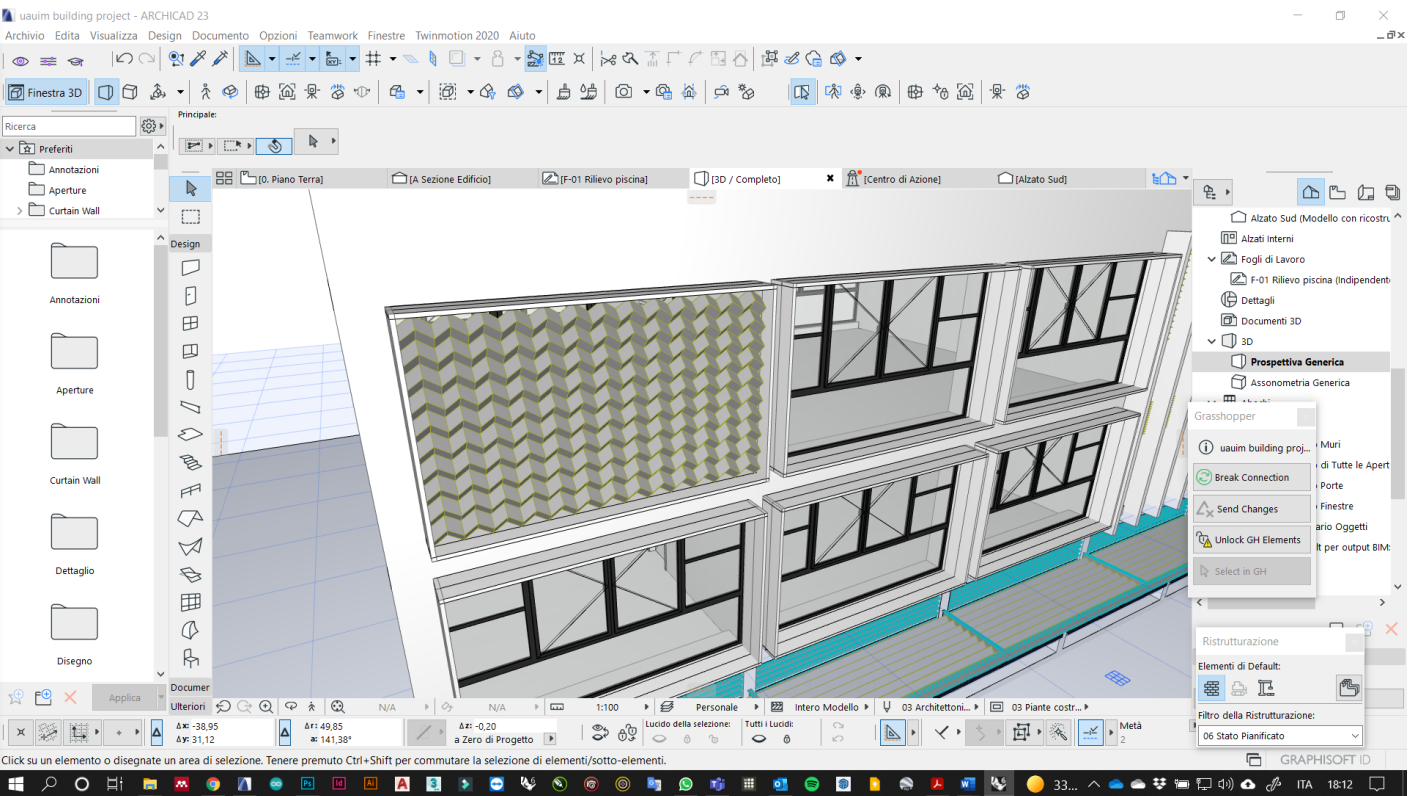 uauim building project - ARCHICAD 23
Archivio Edita Visualizza Design Documento Opzioni Teamwork Finestre Twinmotion 2020 Aiuto
Finestra 3D
Principale:
Ricerca
Preferiti
Annotazioni
Aperture
Curtain Wall
Annotazioni
Aperture
Curtain Wall
Dettaglio
Disegno
Applica
Design
Documer
Ulteriori
[0. Piano Terra]
[A Sezione Edificio]
[F-01 Rilievo piscina]
[3D / Completo]
[Centro di Azione]
[Alzato Sud]
Alzato Sud (Modello con ricostru
Alzati Interni
Fogli di Lavoro
F-01 Rilievo piscina (Indipendent
Dettagli
Documenti 3D
3D
Prospettiva Generica
Assonometria Generica
Grasshopper
uauim building proj...
Break Connection
Send Changes
Unlock GH Elements
Select in GH
Muri
di Tutte le Apert
Porte
Finestre
ario Oggetti
lt per output BIM:
Ristrutturazione
Elementi di Default:
Filtro della Ristrutturazione:
06 Stato Pianificato
N/A
N/A
1:100
Personale
Intero Modello
03 Architettoni...
03 Piante costr...
Δx: -38,95
Δy: 31,12
Δr: 49,85
a: 141,38°
Δz: -0,20
a Zero di Progetto
Lucido della selezione:
Tutti i Lucidi:
Metà
2
Click su un elemento o disegnate un area di selezione. Tenere premuto Ctrl+Shift per commutare la selezione di elementi/sotto-elementi.
GRAPHISOFT ID
33...
ITA
18:12